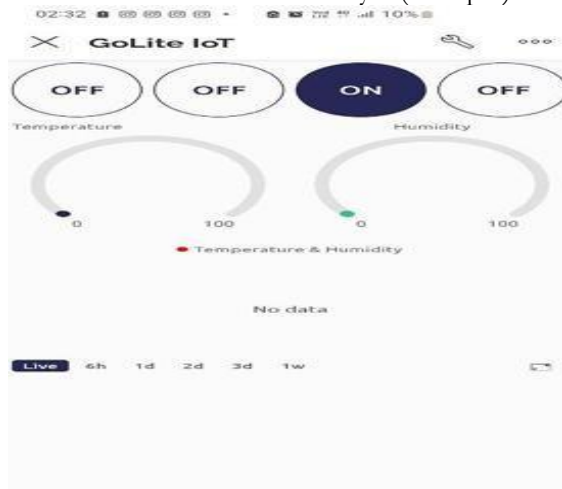 02:32 10%
GoLite IoT
OFF OFF ON OFF
Temperature Humidity
0 100 0 100
Temperature & Humidity
No data
Live 6h 1d 2d 3d 1w